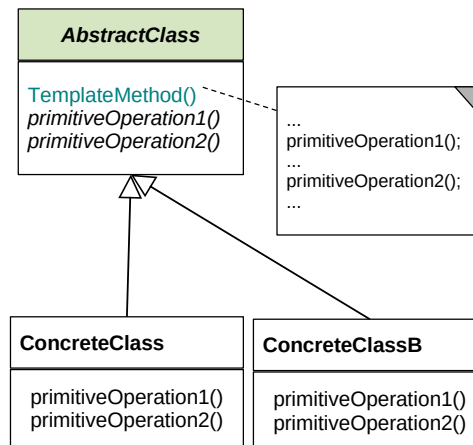 AbstractClass
TemplateMethod()
primitiveOperation1()
primitiveOperation2()
...
primitiveOperation1();
...
primitiveOperation2();
...
ConcreteClass
primitiveOperation1()
primitiveOperation2()
ConcreteClassB
primitiveOperation1()
primitiveOperation2()